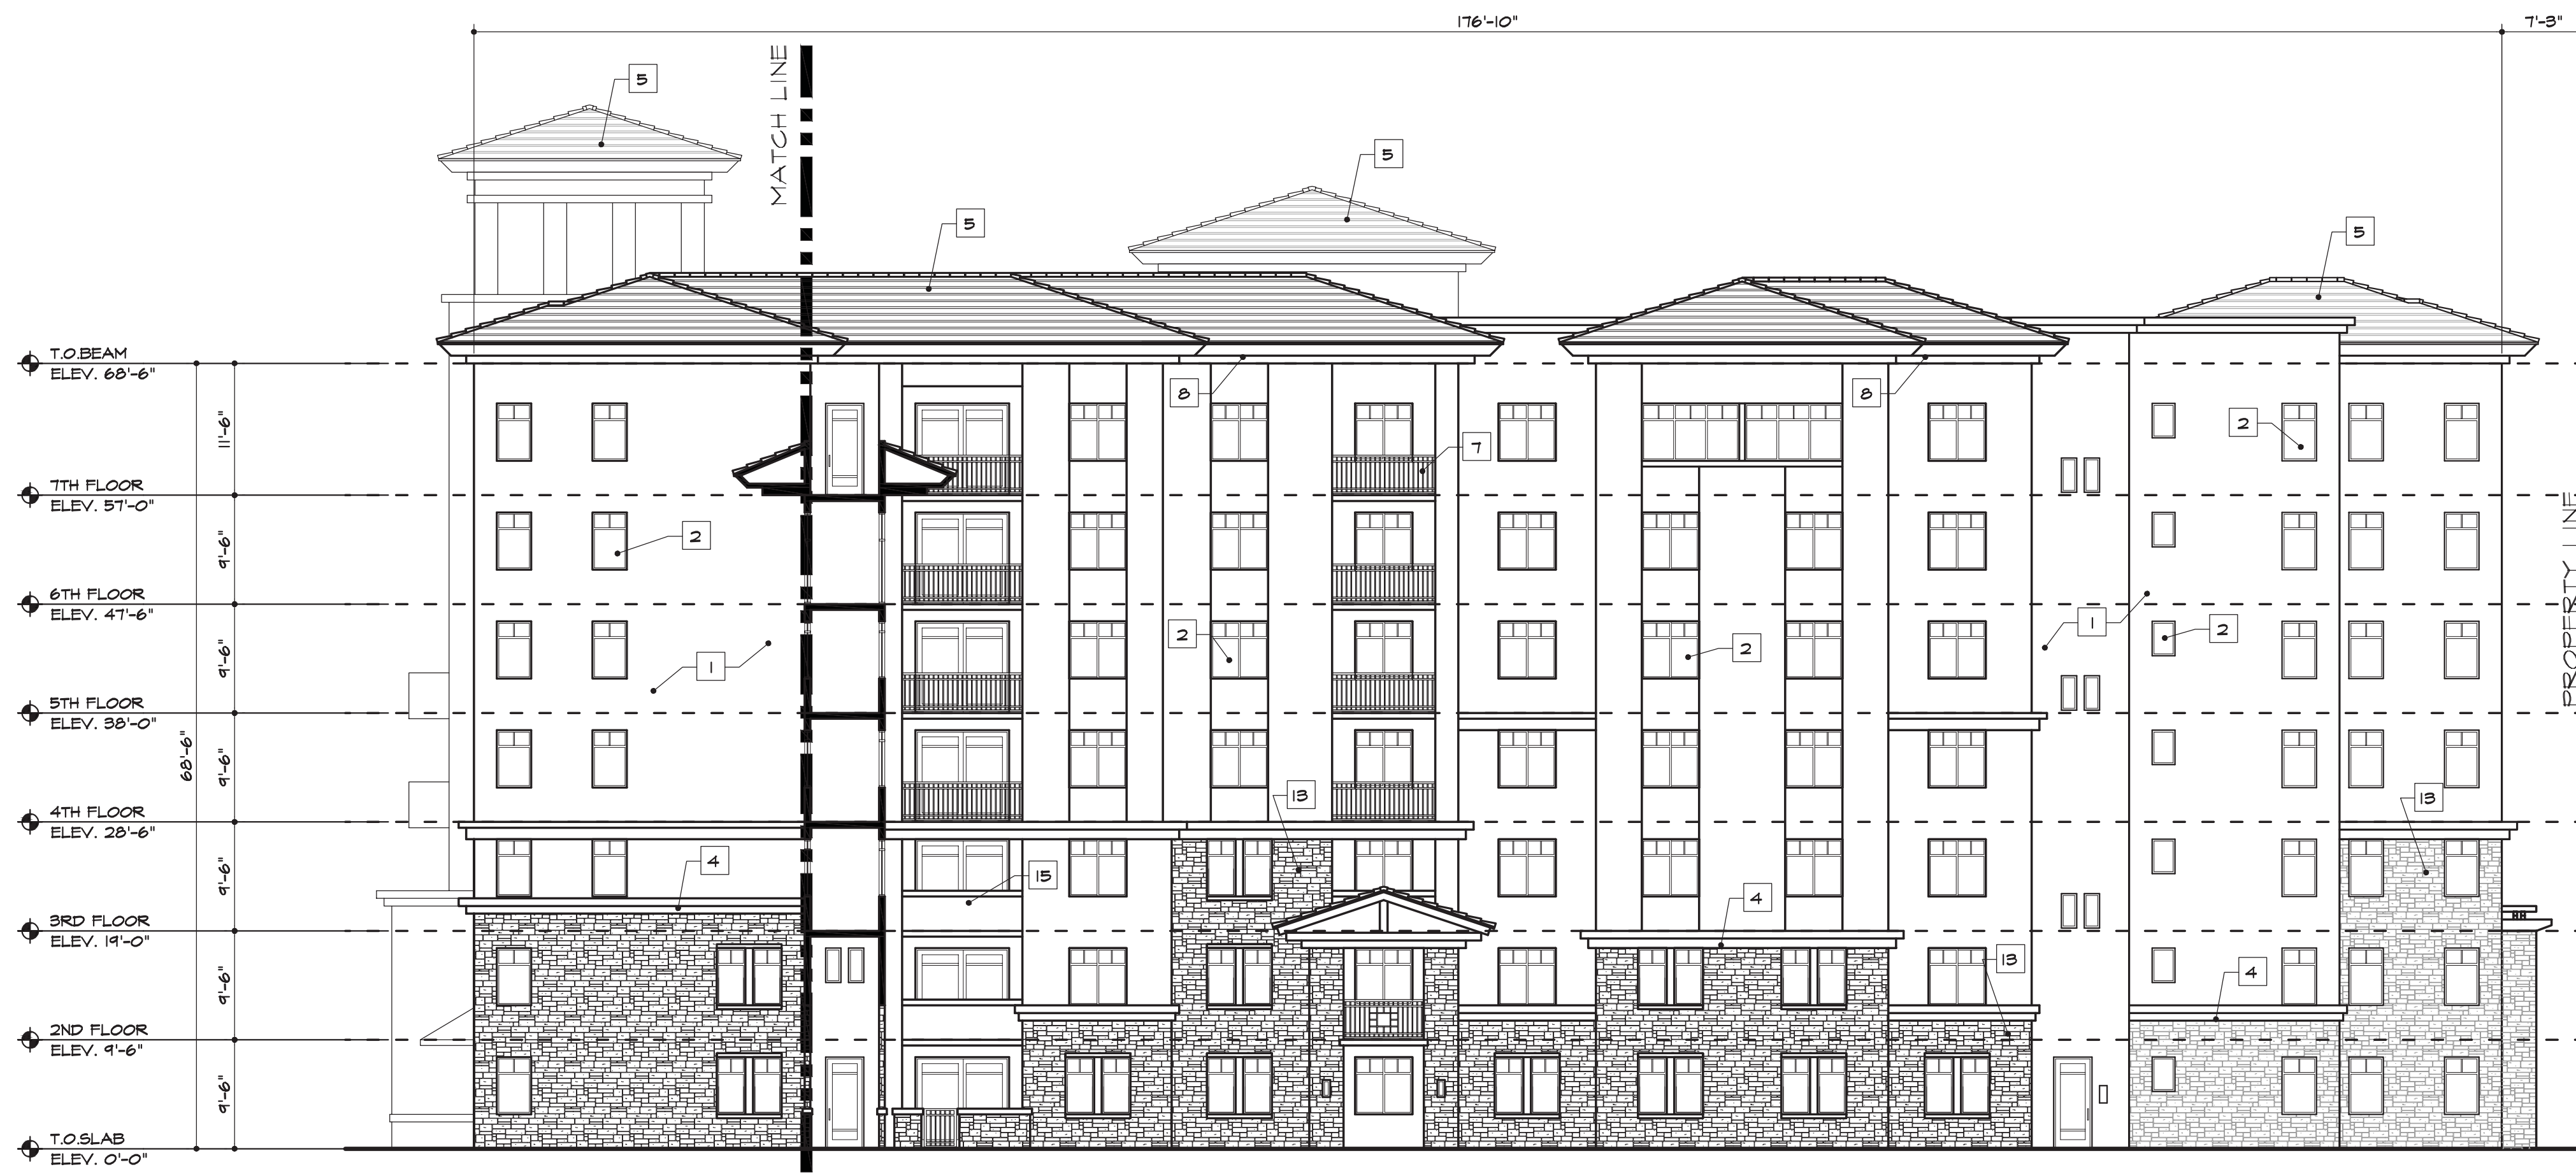 176'-10"
7'-3"
MATCH LINE
5
5
5
5
T.O.BEAM
ELEV. 68'-6"
8
8
11'-6"
2
7
7TH FLOOR
ELEV. 57'-0"
9'-6"
2
PROPERTY LINE
6TH FLOOR
ELEV. 47'-6"
9'-6"
1
2
2
1
2
5TH FLOOR
ELEV. 38'-0"
68'-6"
9'-6"
13
13
4TH FLOOR
ELEV. 28'-6"
9'-6"
4
15
4
3RD FLOOR
ELEV. 19'-0"
9'-6"
13
4
2ND FLOOR
ELEV. 9'-6"
9'-6"
T.O.SLAB
ELEV. 0'-0"